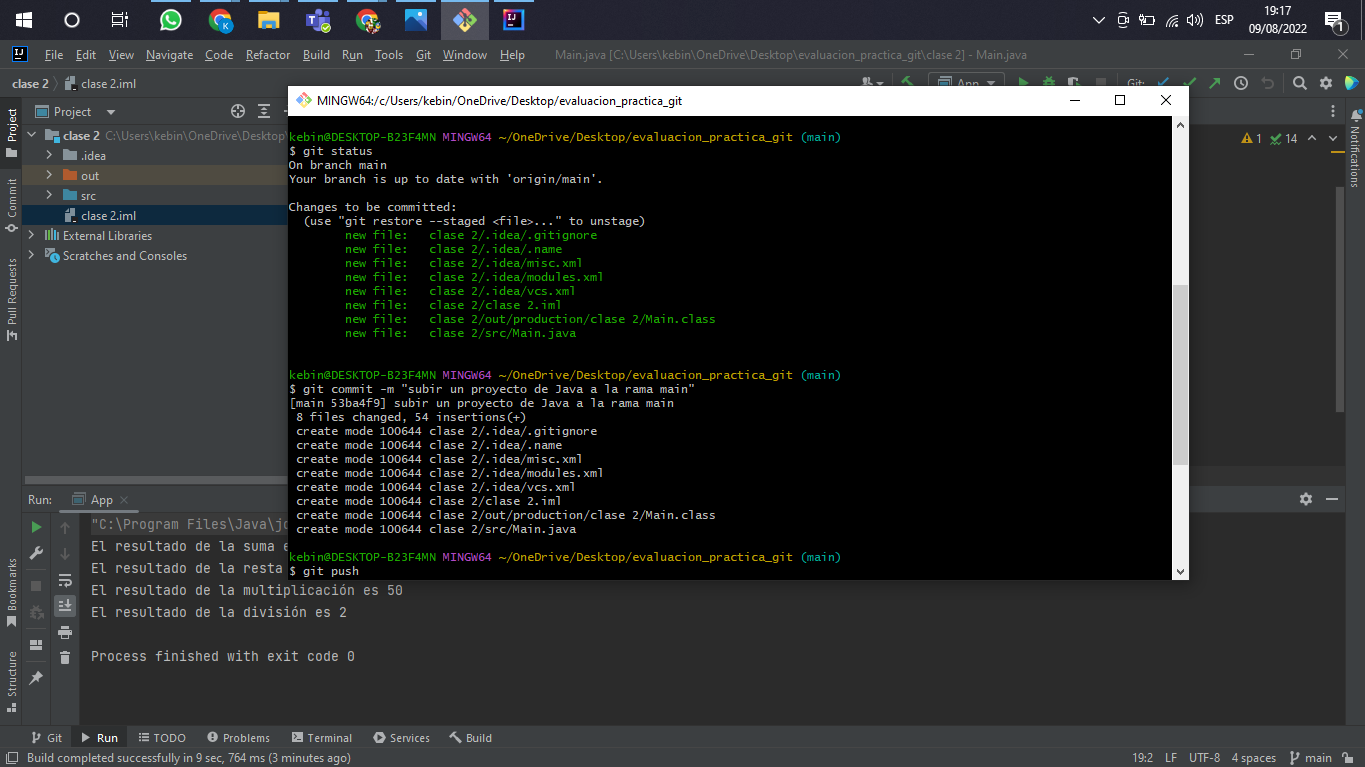 ESP
19:17
09/08/2022
1
File Edit View Navigate Code Refactor Build Run Tools Git Window Help
Main.java [C:\Users\kebin\OneDrive\Desktop\evaluacion_practica_git\clase 2] - Main.java
clase 2 clase 2.iml
App
Git:
Project
clase 2 C:\Users\kebin\OneDrive\Desktop
.idea
out
src
clase 2.iml
External Libraries
Scratches and Consoles
1 14
Project
Commit
Pull Requests
Bookmarks
Structure
Notifications
MINGW64:/c/Users/kebin/OneDrive/Desktop/evaluacion_practica_git
kebin@DESKTOP-B23F4MN MINGW64 ~/OneDrive/Desktop/evaluacion_practica_git (main)
$ git status
On branch main
Your branch is up to date with 'origin/main'.
Changes to be committed:
(use "git restore --staged <file>..." to unstage)
new file: clase 2/.idea/.gitignore
new file: clase 2/.idea/.name
new file: clase 2/.idea/misc.xml
new file: clase 2/.idea/modules.xml
new file: clase 2/.idea/vcs.xml
new file: clase 2/clase 2.iml
new file: clase 2/out/production/clase 2/Main.class
new file: clase 2/src/Main.java
kebin@DESKTOP-B23F4MN MINGW64 ~/OneDrive/Desktop/evaluacion_practica_git (main)
$ git commit -m "subir un proyecto de Java a la rama main"
[main 53ba4f9] subir un proyecto de Java a la rama main
8 files changed, 54 insertions(+)
create mode 100644 clase 2/.idea/.gitignore
create mode 100644 clase 2/.idea/.name
create mode 100644 clase 2/.idea/misc.xml
create mode 100644 clase 2/.idea/modules.xml
create mode 100644 clase 2/.idea/vcs.xml
create mode 100644 clase 2/clase 2.iml
create mode 100644 clase 2/out/production/clase 2/Main.class
create mode 100644 clase 2/src/Main.java
kebin@DESKTOP-B23F4MN MINGW64 ~/OneDrive/Desktop/evaluacion_practica_git (main)
$ git push
Run: App
"C:\Program Files\Java\
El resultado de la suma
El resultado de la resta
El resultado de la multiplicación es 50
El resultado de la división es 2
Process finished with exit code 0
Git Run TODO Problems Terminal Services Build
Build completed successfully in 9 sec, 764 ms (3 minutes ago)
19:2 LF UTF-8 4 spaces main